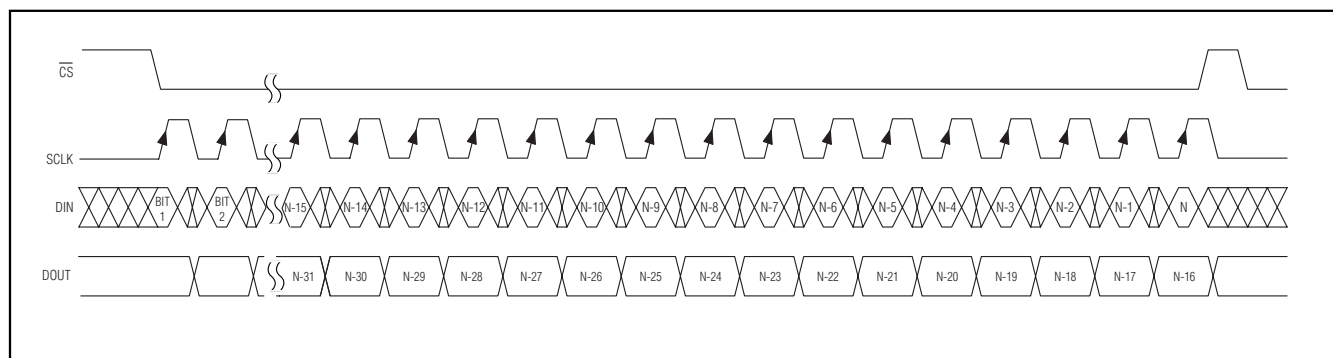 CS
SCLK
DIN BIT 1 BIT 2 N-15 N-14 N-13 N-12 N-11 N-10 N-9 N-8 N-7 N-6 N-5 N-4 N-3 N-2 N-1 N
DOUT N-31 N-30 N-29 N-28 N-27 N-26 N-25 N-24 N-23 N-22 N-21 N-20 N-19 N-18 N-17 N-16